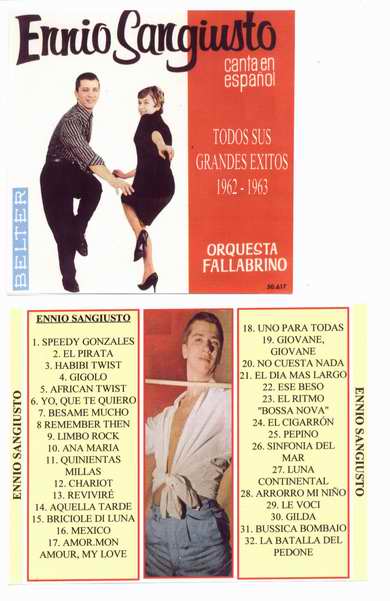 Ennio Sangiusto
canta en
español
TODOS SUS
GRANDES EXITOS
1962 - 1963
BELTER
ORQUESTA
FALLABRINO
50.617
ENNIO SANGIUSTO
ENNIO SANGIUSTO
1. SPEEDY GONZALES
2. EL PIRATA
3. HABIBI TWIST
4. GIGOLO
5. AFRICAN TWIST
6. YO, QUE TE QUIERO
7. BESAME MUCHO
8 REMEMBER THEN
9. LIMBO ROCK
10. ANA MARIA
11. QUINIENTAS
MILLAS
12. CHARIOT
13. REVIVIRÉ
14. AQUELLA TARDE
15. BRICIOLE DI LUNA
16. MEXICO
17. AMOR.MON
AMOUR, MY LOVE
18. UNO PARA TODAS
19. GIOVANE,
GIOVANE
20. NO CUESTA NADA
21. EL DIA MAS LARGO
22. ESE BESO
23. EL RITMO
"BOSSA NOVA"
24. EL CIGARRÓN
25. PEPINO
26. SINFONIA DEL
MAR
27. LUNA
CONTINENTAL
28. ARRORRO MI NIÑO
29. LE VOCI
30. GILDA
31. BUSSICA BOMBAIO
32. LA BATALLA DEL
PEDONE
ENNIO SANGIUSTO